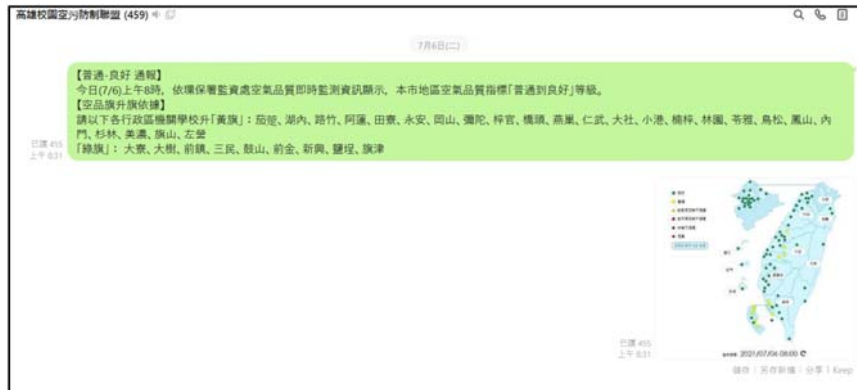 高雄校園空污防制聯盟 (459)
7月6日(二)
【普通-良好 通報】
今日(7/6)上午8時，依環保署監資處空氣品質即時監測資訊顯示，本市地區空氣品質指標「普通到良好」等級。
【空品旗升旗依據】
請以下各行政區機關學校升「黃旗」：茄萣、湖內、路竹、阿蓮、田寮、永安、岡山、彌陀、梓官、橋頭、燕巢、仁武、大社、小港、楠梓、林園、苓雅、鳥松、鳳山、內
門、杉林、美濃、旗山、左營
「綠旗」： 大寮、大樹、前鎮、三民、鼓山、前金、新興、鹽埕、旗津
已讀 455
上午 8:31
2021/07/06 08:00
已讀 455
上午 8:31
儲存｜另存新檔｜分享｜Keep